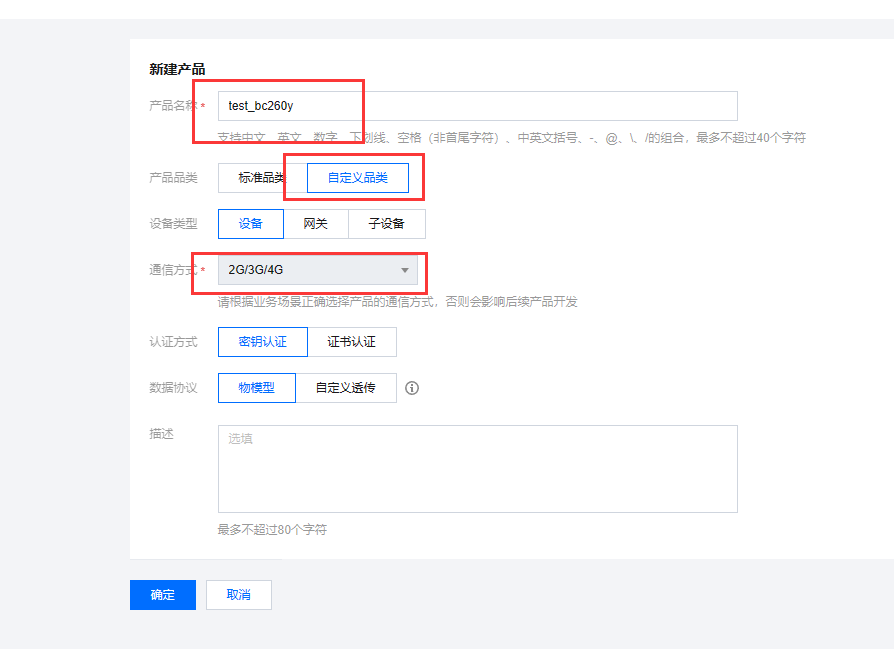 新建产品
产品名称 * test_bc260y
支持中文、英文、数字、下划线、空格（非首尾字符）、中英文括号、-、@、\、/的组合，最多不超过40个字符
产品品类 标准品类 自定义品类
设备类型 设备 网关 子设备
通信方式 * 2G/3G/4G
请根据业务场景正确选择产品的通信方式，否则会影响后续产品开发
认证方式 密钥认证 证书认证
数据协议 物模型 自定义透传
描述 选填
最多不超过80个字符
确定 取消